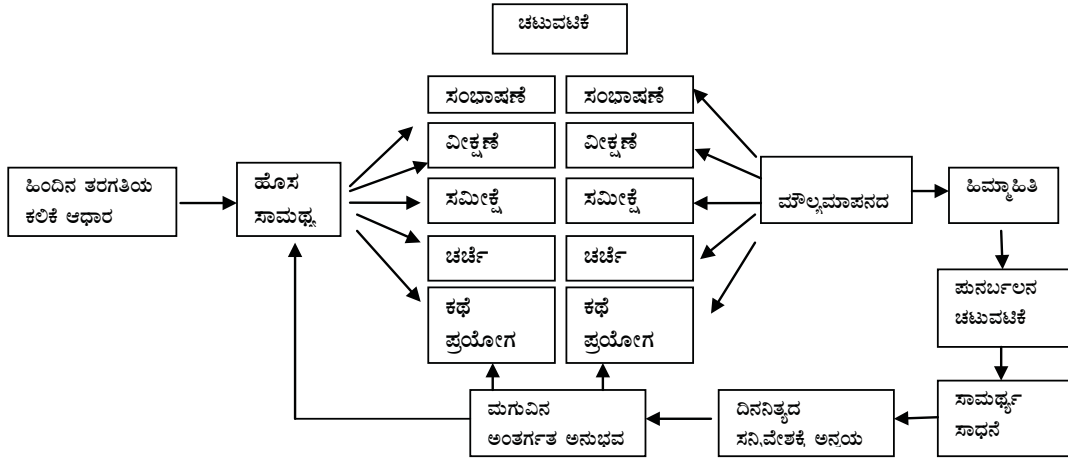 ಚಟುವಟಿಕೆ
ಸಂಭಾಷಣೆ
ಸಂಭಾಷಣೆ
ವೀಕ್ಷಣೆ
ವೀಕ್ಷಣೆ
ಸಮೀಕ್ಷೆ
ಸಮೀಕ್ಷೆ
ಚರ್ಚೆ
ಚರ್ಚೆ
ಕಥೆ
ಪ್ರಯೋಗ
ಕಥೆ
ಪ್ರಯೋಗ
ಹಿಂದಿನ ತರಗತಿಯ
ಕಲಿಕೆ ಆಧಾರ
ಹೊಸ
ಸಾಮರ್ಥ್ಯ
ಮೌಲ್ಯಮಾಪನದ
ಹಿಮ್ಮಾಹಿತಿ
ಪುನರ್ಬಲನ
ಚಟುವಟಿಕೆ
ಸಾಮರ್ಥ್ಯ
ಸಾಧನೆ
ದಿನನಿತ್ಯದ
ಸನ್ನಿವೇಶಕ್ಕೆ ಅನ್ವಯ
ಮಗುವಿನ
ಅಂತರ್ಗತ ಅನುಭವ